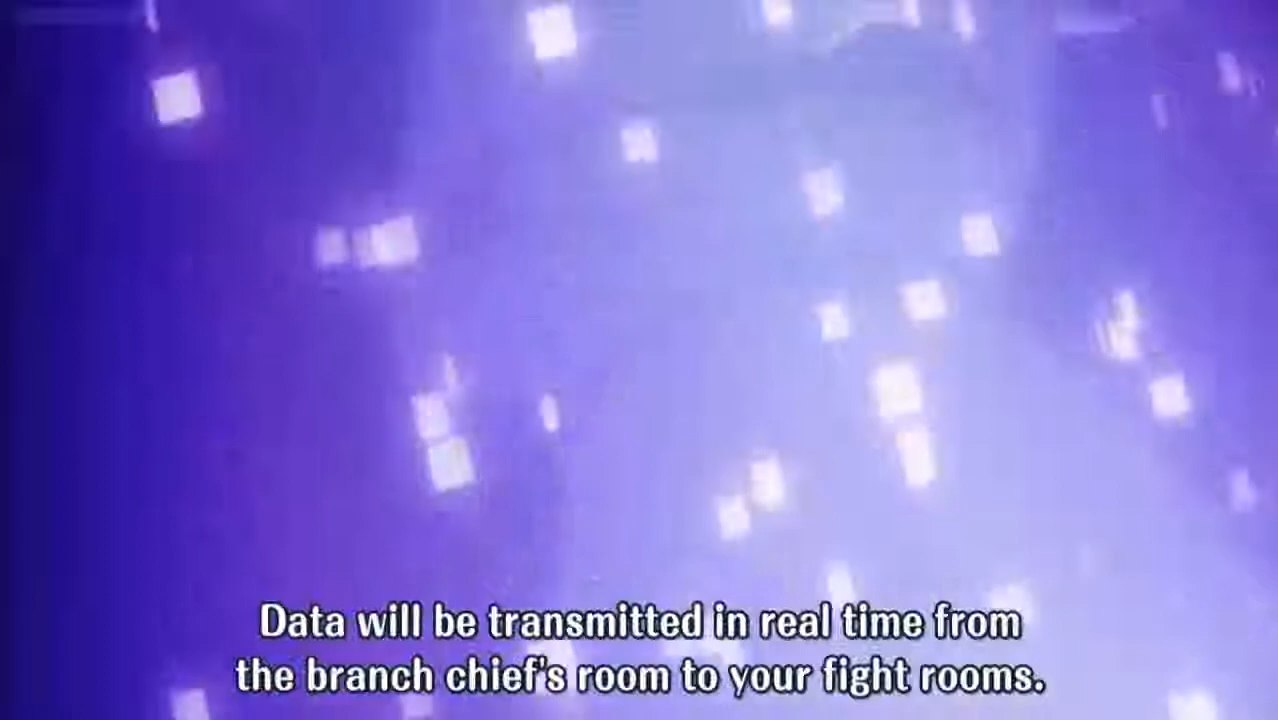 Data will be transmitted in real time from
the branch chief's room to your fight rooms.